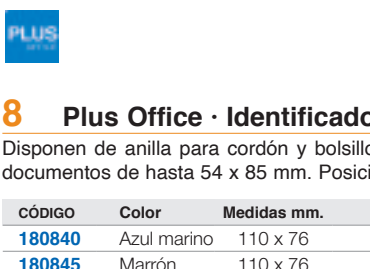 PLUS
OFFICE
8 Plus Office · Identificado
Disponen de anilla para cordón y bolsillo
documentos de hasta 54 x 85 mm. Posici
CÓDIGO Color Medidas mm.
180840 Azul marino 110 x 76
180845 Marrón 110 x 76